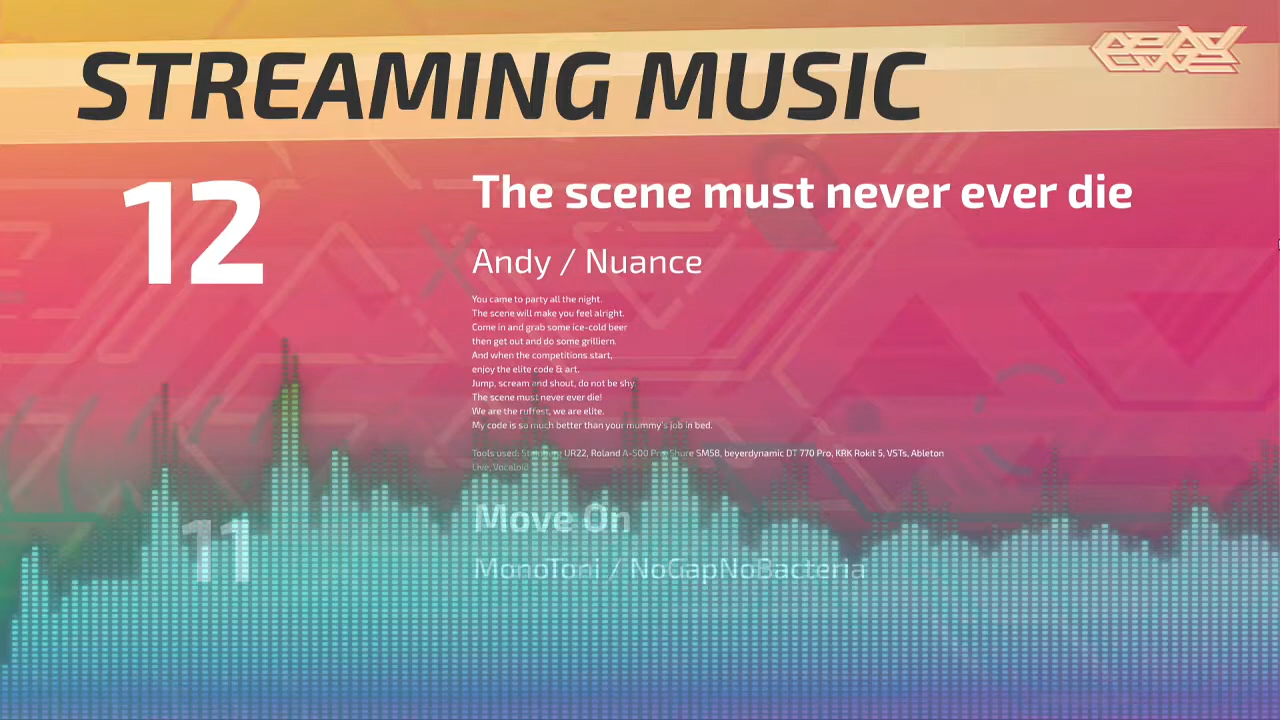 STREAMING MUSIC
12
The scene must never ever die
Andy / Nuance
You came to party all the night.
The scene will make you feel alright.
Come in and grab some ice-cold beer
then get out and do some grilliern.
And when the competitions start,
enjoy the elite code & art.
Jump, scream and shout, do not be shy.
The scene must never ever die!
We are the ruffest, we are elite.
My code is so much better than your mummy's job in bed.
Tools used: Steinberg UR22, Roland A-500 Pro, Shure SM58, beyerdynamic DT 770 Pro, KRK Rokit 5, VSTs, Ableton
Live, Vocaloid
11
Move On
MonoToni / NoGapNoBacteria